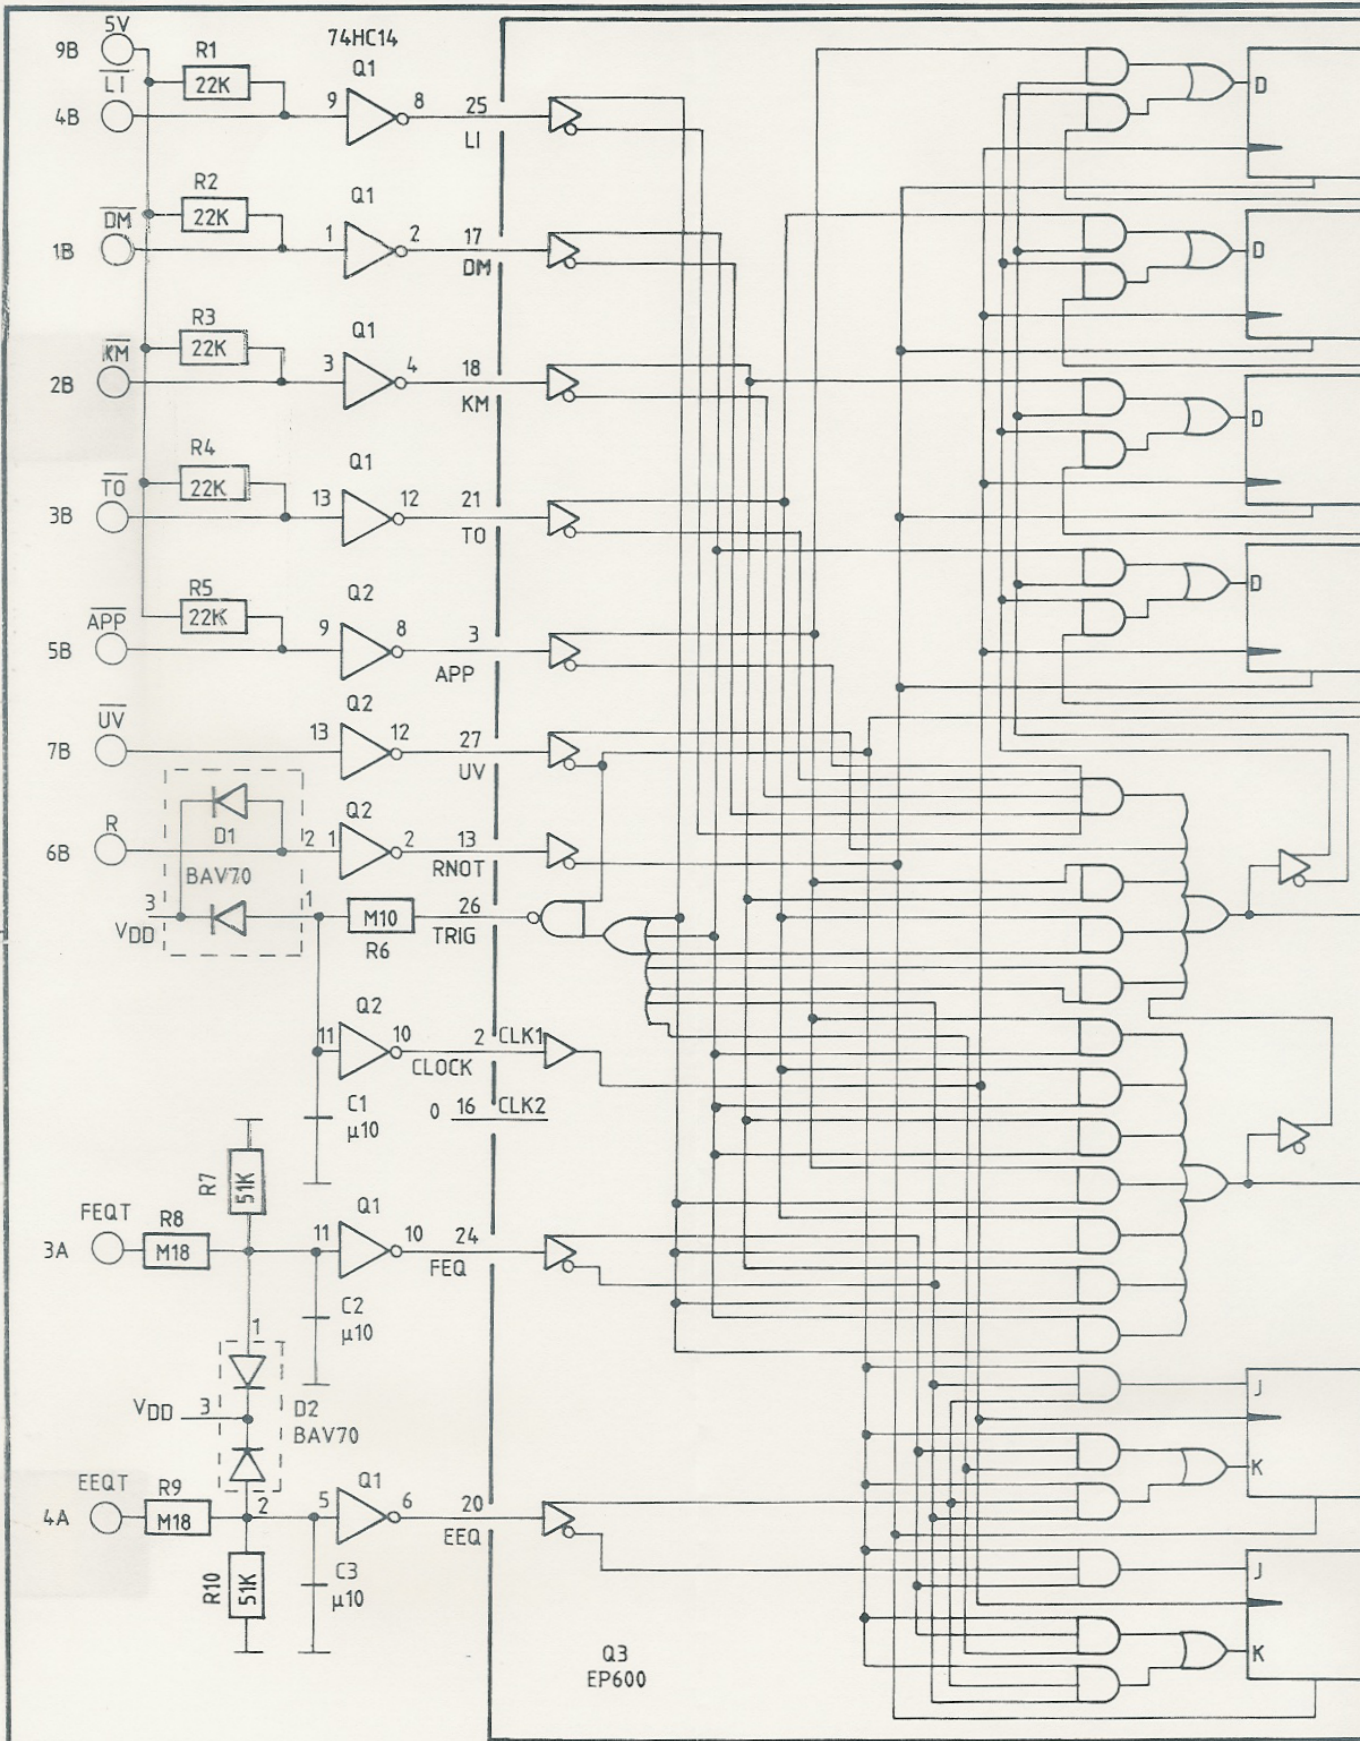 5V
9B
R1
74HC14
LI
22K
Q1
4B
9
8
25
LI
R2
DM
22K
Q1
1B
1
2
17
DM
R3
KM
22K
Q1
2B
3
4
18
KM
R4
TO
22K
Q1
3B
13
12
21
TO
R5
APP
22K
Q2
5B
9
8
3
APP
UV
Q2
7B
13
12
27
UV
R
D1
Q2
6B
2
1
2
13
RNOT
BAV70
3
VDD
1
M10
R6
26
TRIG
Q2
11
10
2
CLK1
CLOCK
C1
µ10
0
16
CLK2
R7
51K
FEQT
R8
Q1
3A
M18
11
10
24
FEQ
C2
µ10
1
VDD
3
D2
BAV70
EEQT
R9
Q1
4A
M18
2
5
6
20
EEQ
R10
51K
C3
µ10
Q3
EP600
D
D
D
D
J
K
J
K